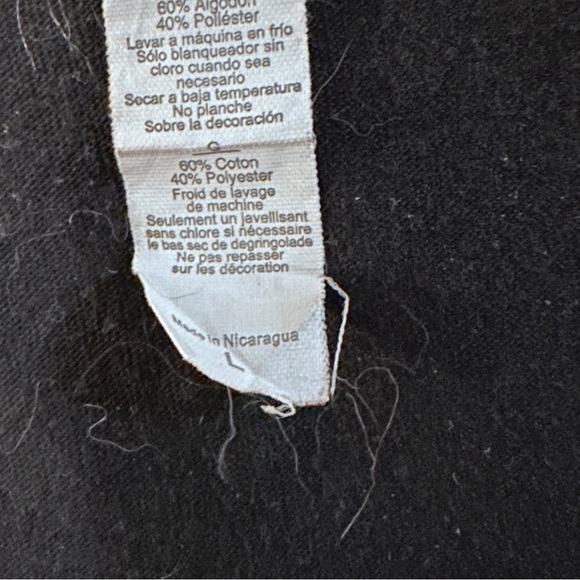 60% Algodón
40% Poliéster
Lavar a máquina en frío
Sólo blanqueador sin
cloro cuando sea
necesario
Secar a baja temperatura
No planche
Sobre la decoración
60% Coton
40% Polyester
Froid de lavage
de machine
Seulement un javellisant
sans chlore si nécessaire
le bas sec de degringolade
Ne pas repasser
sur les décoration
Made in Nicaragua
L